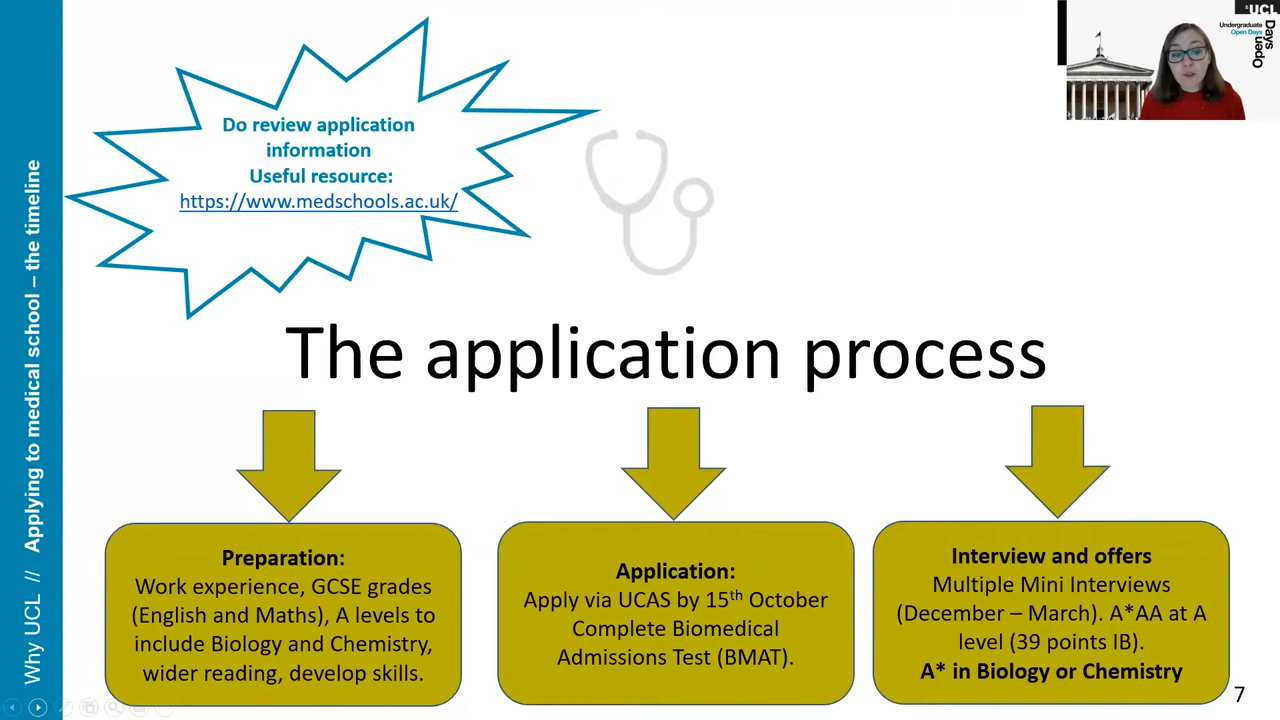 Do review application
information
Useful resource:
https://www.medschools.ac.uk/
UCL
Undergraduate
Open Days
Open Days
Why UCL // Applying to medical school – the timeline
The application process
Preparation:
Work experience, GCSE grades
(English and Maths), A levels to
include Biology and Chemistry,
wider reading, develop skills.
Application:
Apply via UCAS by 15th October
Complete Biomedical
Admissions Test (BMAT).
Interview and offers
Multiple Mini Interviews
(December – March). A*AA at A
level (39 points IB).
A* in Biology or Chemistry
7